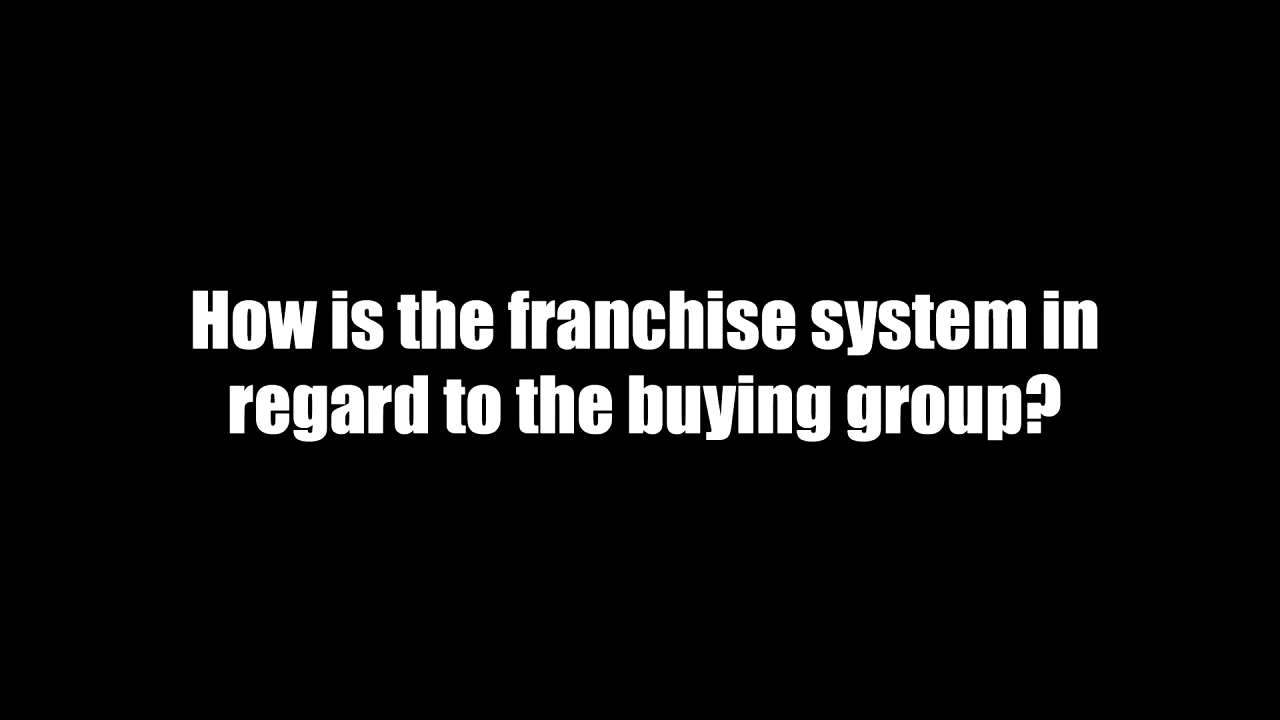 How is the franchise system in
regard to the buying group?